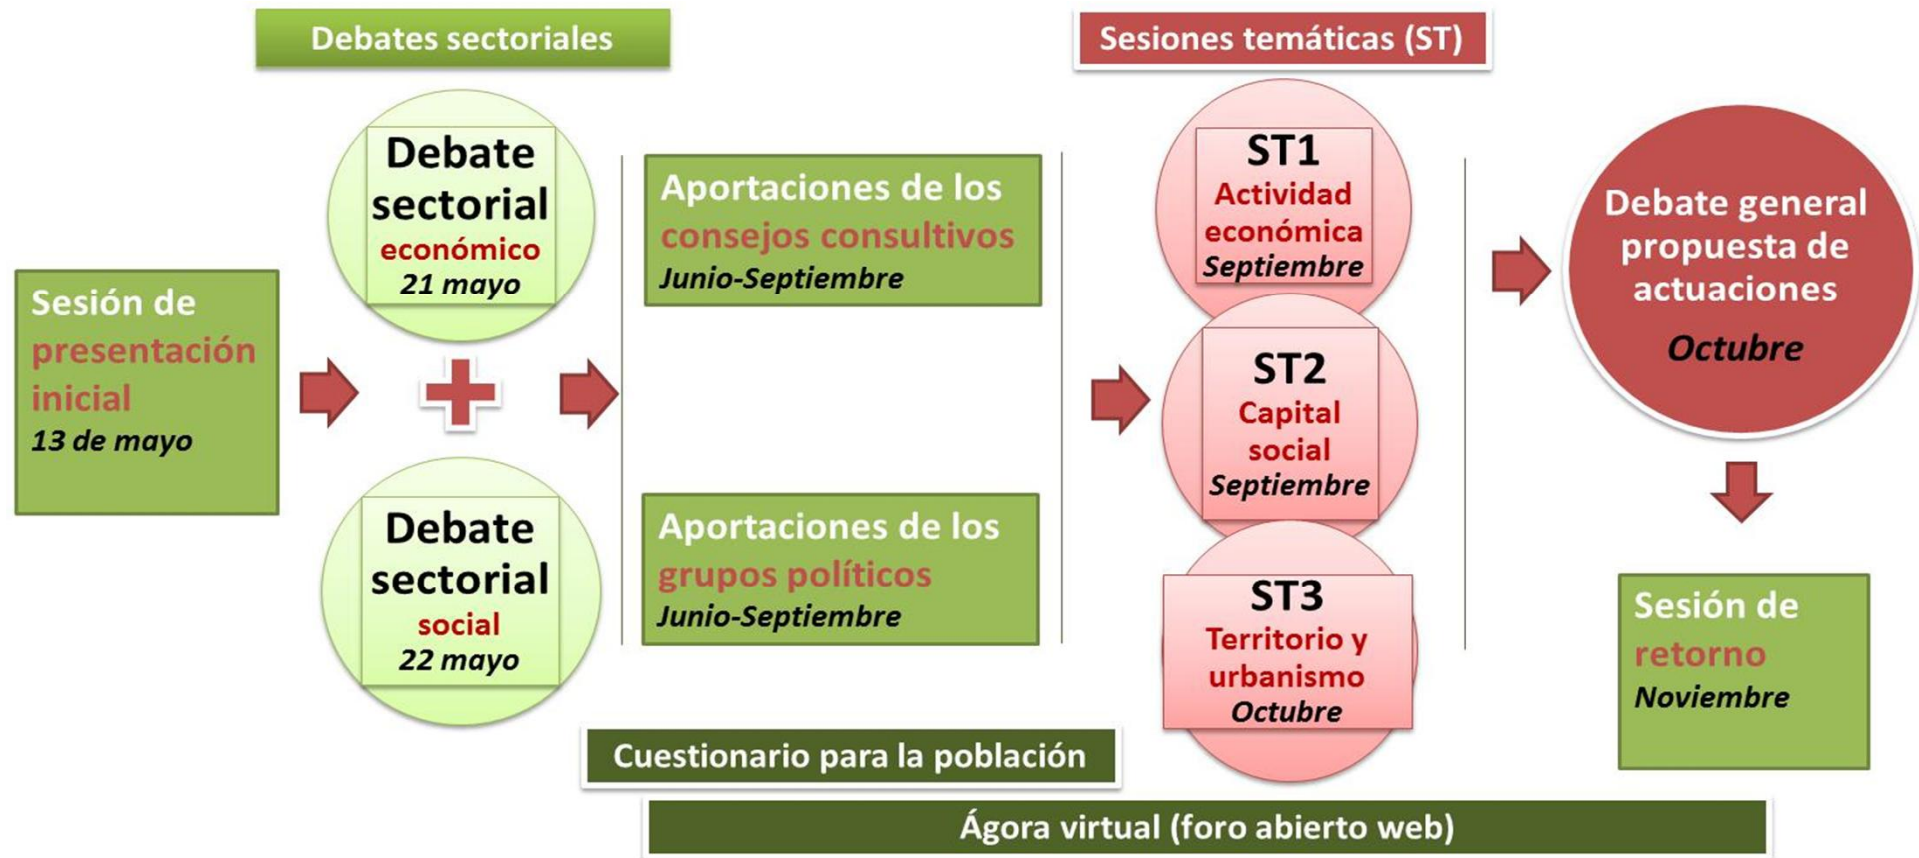 Debates sectoriales
Sesiones temáticas (ST)
Sesión de
presentación
inicial
13 de mayo
Debate
sectorial
económico
21 mayo
Debate
sectorial
social
22 mayo
Aportaciones de los
consejos consultivos
Junio-Septiembre
Aportaciones de los
grupos políticos
Junio-Septiembre
ST1
Actividad
económica
Septiembre
ST2
Capital
social
Septiembre
ST3
Territorio y
urbanismo
Octubre
Debate general
propuesta de
actuaciones
Octubre
Sesión de
retorno
Noviembre
Cuestionario para la población
Ágora virtual (foro abierto web)